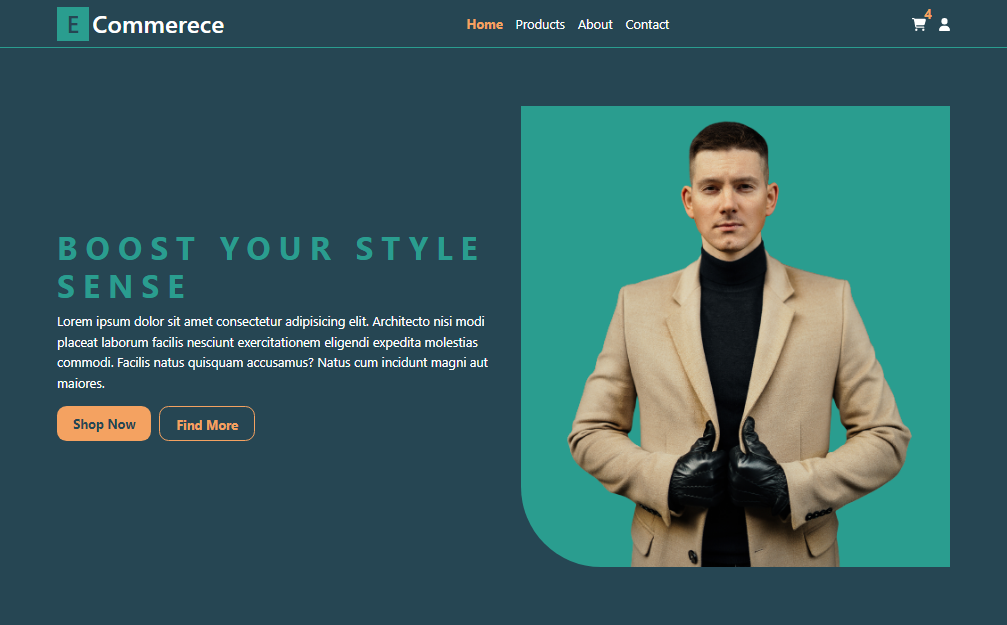 E Commerece
Home Products About Contact
4
BOOST YOUR STYLE
SENSE
Lorem ipsum dolor sit amet consectetur adipisicing elit. Architecto nisi modi
placeat laborum facilis nesciunt exercitationem eligendi expedita molestias
commodi. Facilis natus quisquam accusamus? Natus cum incidunt magni aut
maiores.
Shop Now Find More